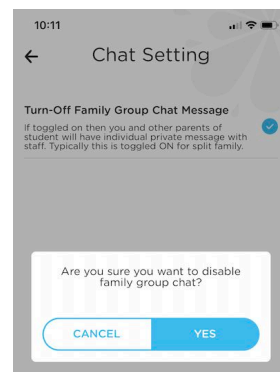 10:11
Chat Setting
Turn-Off Family Group Chat Message
If toggled on then you and other parents of
student will have individual private message with
staff. Typically this is toggled ON for split family.
Are you sure you want to disable
family group chat?
CANCEL YES